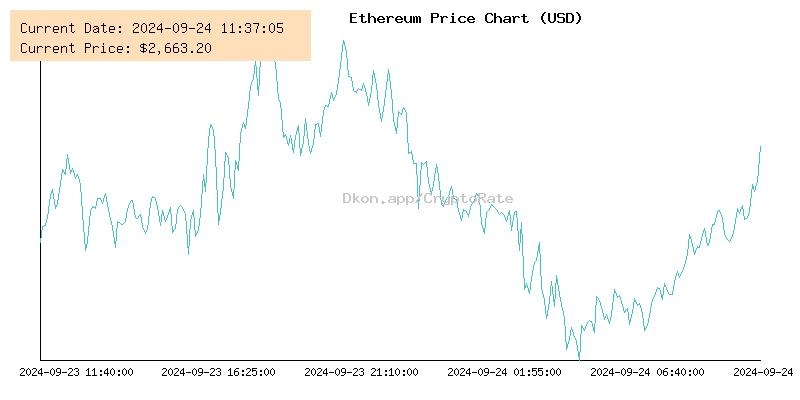 Ethereum Price Chart (USD)
Current Date: 2024-09-24 11:37:05
Current Price: $2,663.20
Dkon.app/CryptoRate
2024-09-23 11:40:00 2024-09-23 16:25:00 2024-09-23 21:10:00 2024-09-24 01:55:00 2024-09-24 06:40:00 2024-09-24